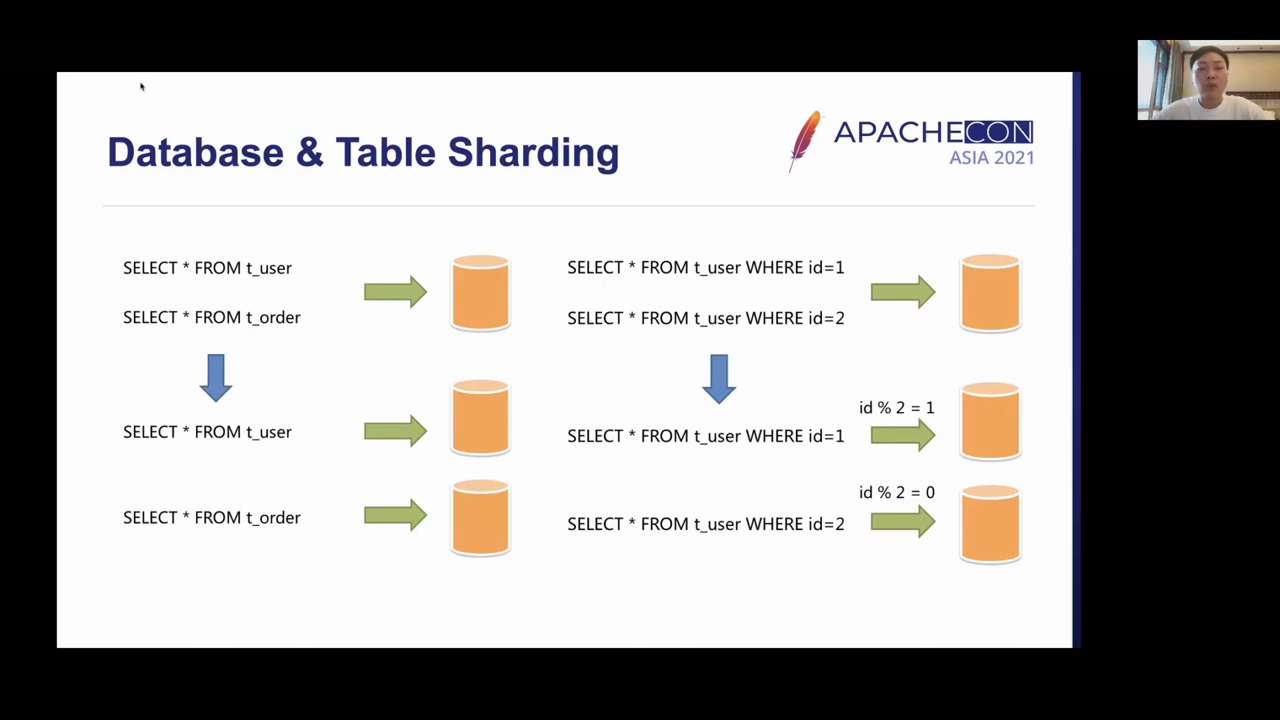 Database & Table Sharding
APACHECON
ASIA 2021
SELECT * FROM t_user
SELECT * FROM t_order
SELECT * FROM t_user
SELECT * FROM t_order
SELECT * FROM t_user WHERE id=1
SELECT * FROM t_user WHERE id=2
id % 2 = 1
SELECT * FROM t_user WHERE id=1
id % 2 = 0
SELECT * FROM t_user WHERE id=2